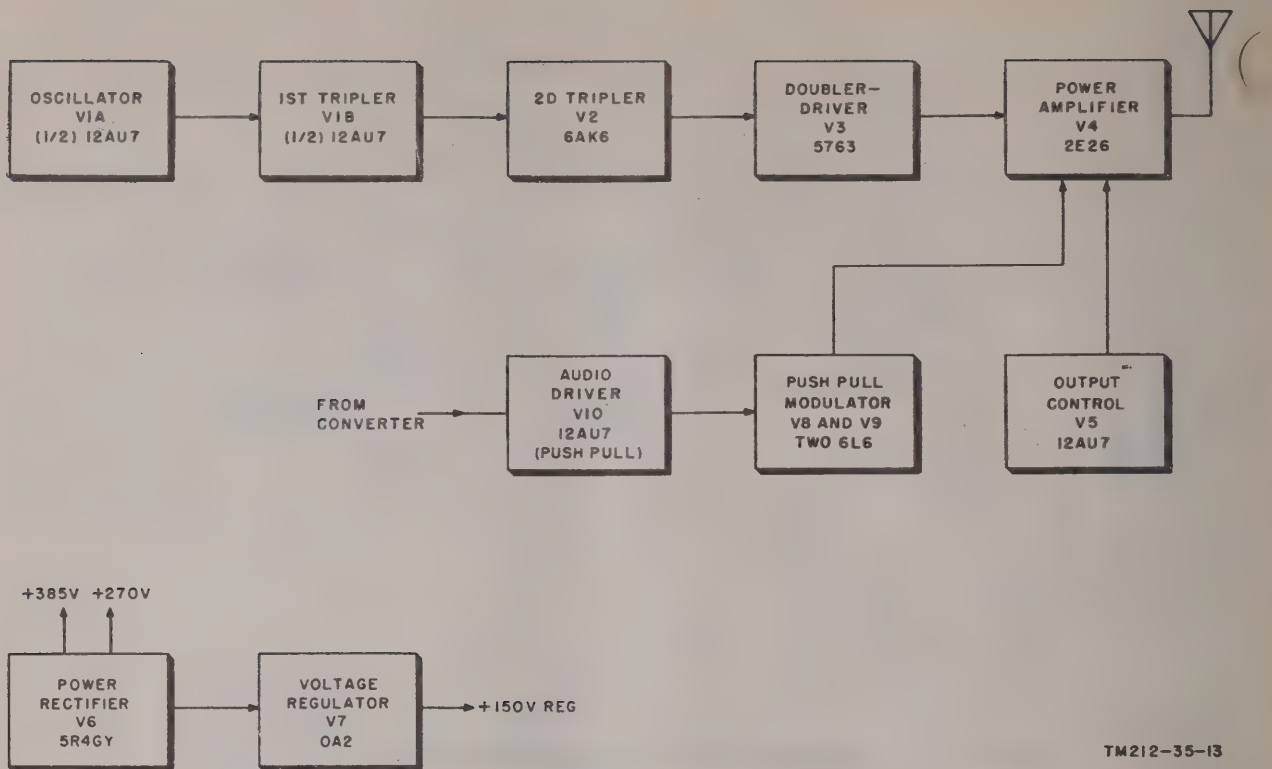 OSCILLATOR
V1A
(1/2) 12AU7
1ST TRIPLER
V1B
(1/2) 12AU7
2D TRIPLER
V2
6AK6
DOUBLER-
DRIVER
V3
5763
POWER
AMPLIFIER
V4
2E26
FROM
CONVERTER
AUDIO
DRIVER
V10
12AU7
(PUSH PULL)
PUSH PULL
MODULATOR
V8 AND V9
TWO 6L6
OUTPUT
CONTROL
V5
12AU7
+385V +270V
POWER
RECTIFIER
V6
5R4GY
VOLTAGE
REGULATOR
V7
OA2
+150V REG
TM212-35-13